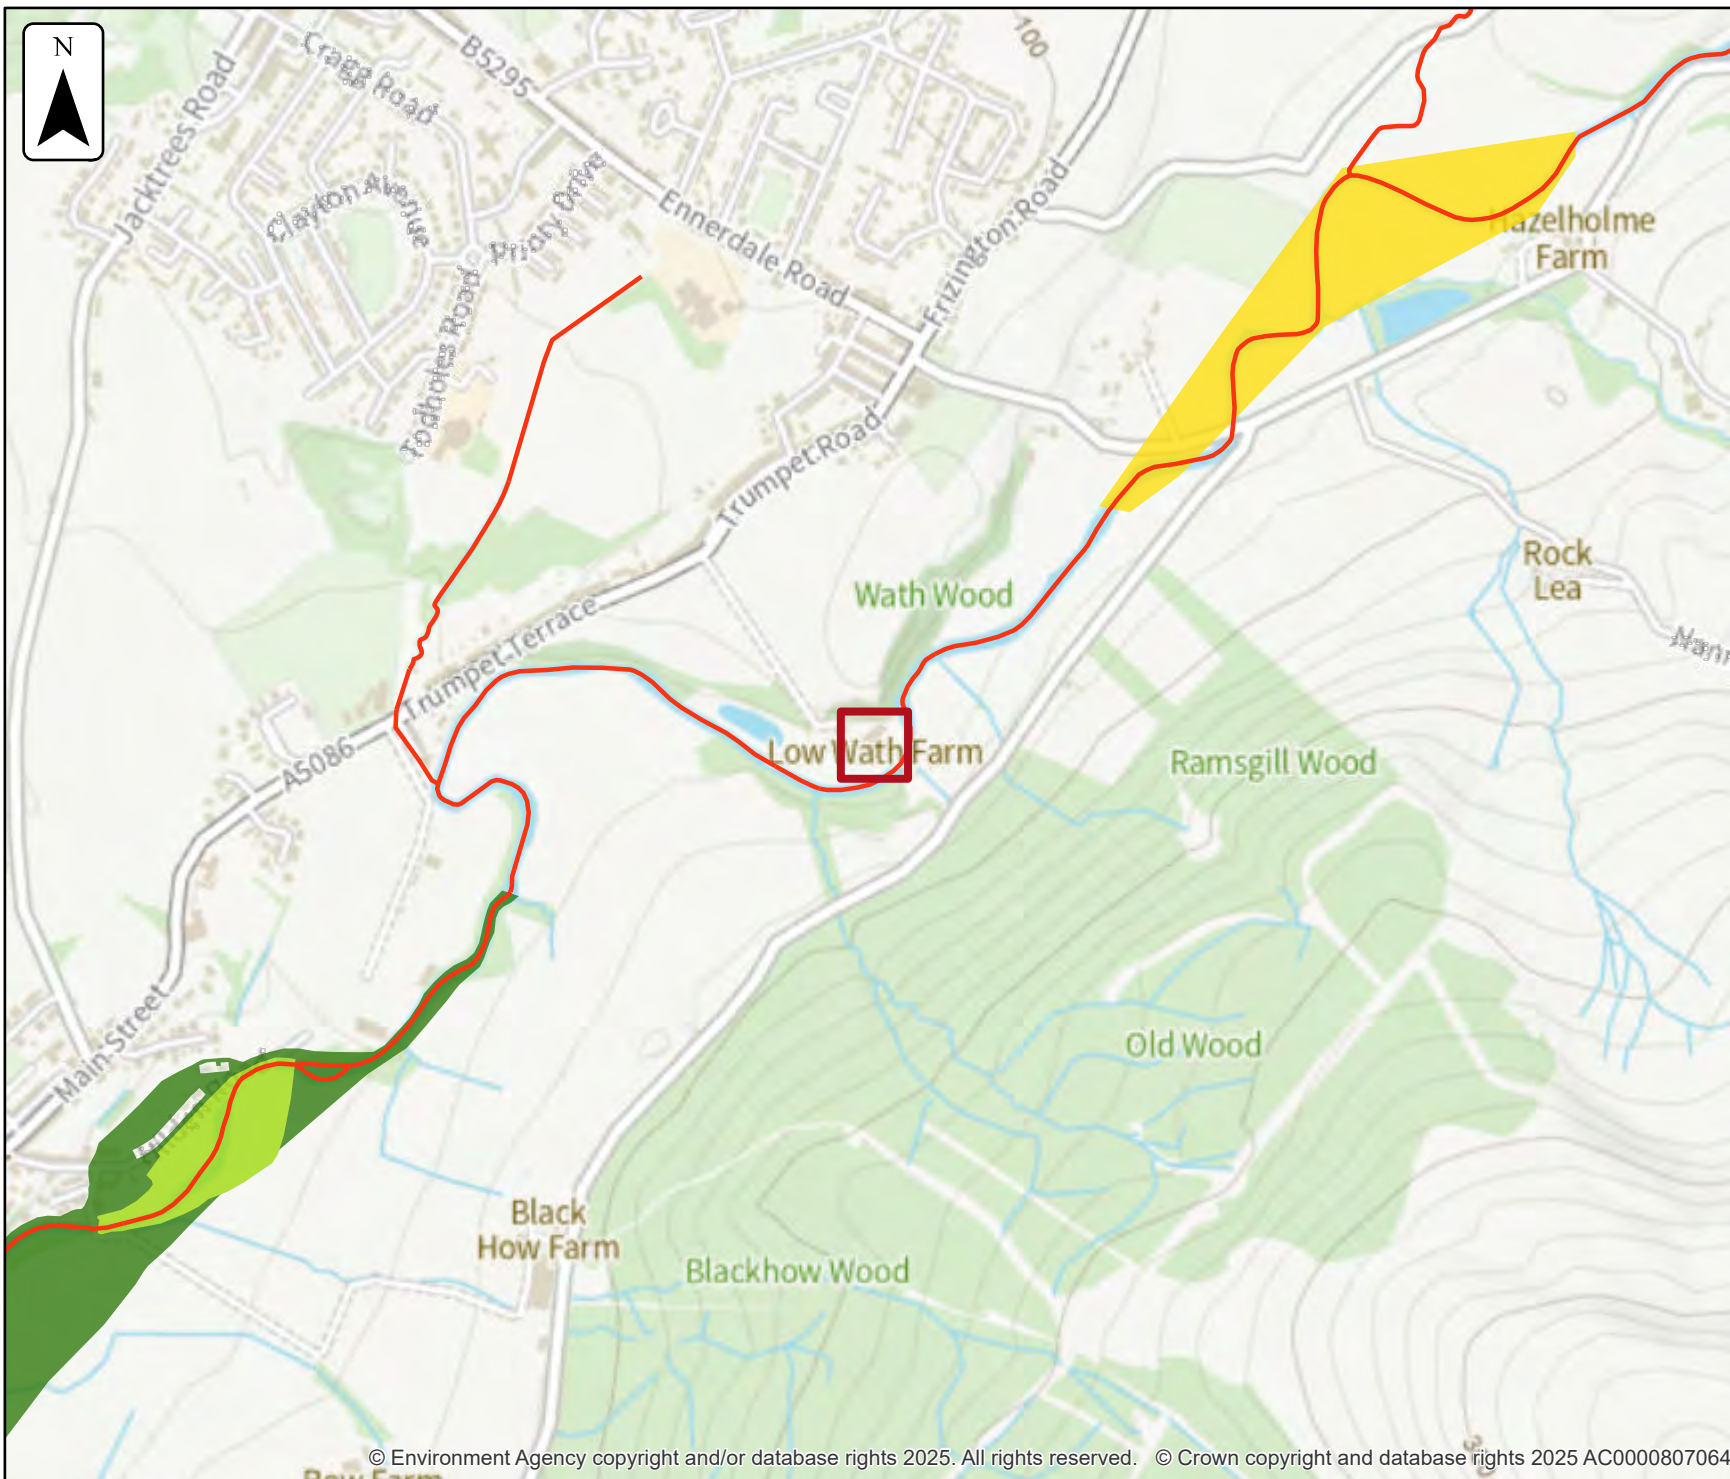 N
Cragg Road
B5295
100
Jacktrees Road
Clayton Avenue
Priory Drive
Ennerdale Road
Frizington Road
Hazelholme
Farm
Todholes Road
Trumpet Road
Wath Wood
Rock
Lea
Trumpet Terrace
Low Wath Farm
A5086
Ramsgill Wood
Main Street
Old Wood
Black
How Farm
Blackhow Wood
© Environment Agency copyright and/or database rights 2025. All rights reserved. © Crown copyright and database rights 2025 AC0000807064